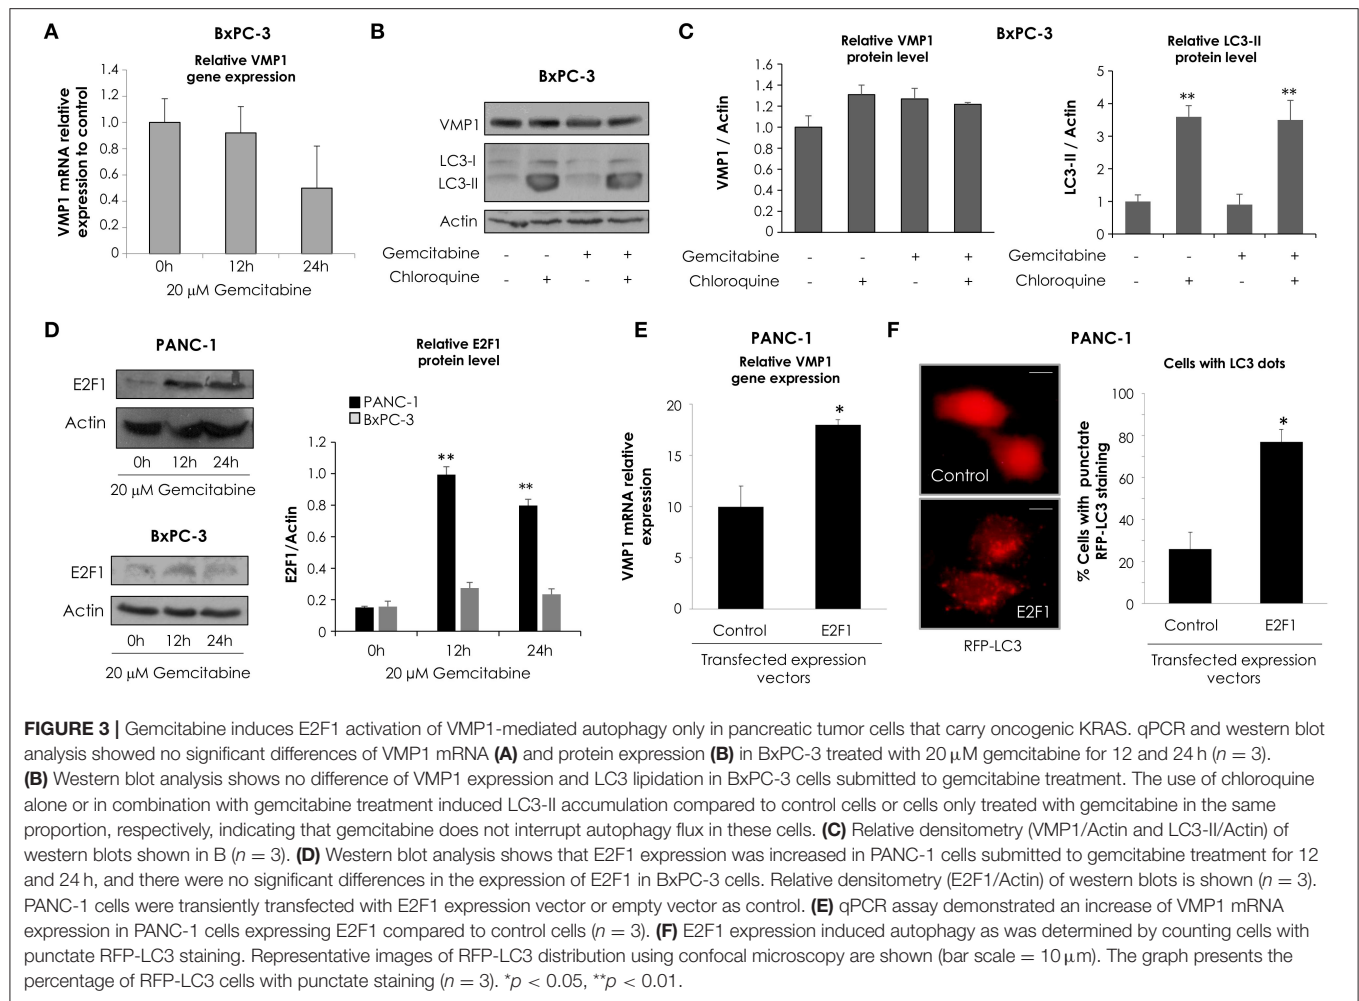 A
BxPC-3
Relative VMP1
gene expression
VMP1 mRNA relative
expression to control
1.4
1.2
1.0
0.8
0.6
0.4
0.2
0
0h 12h 24h
20 µM Gemcitabine
B
BxPC-3
VMP1
LC3-I
LC3-II
Actin
Gemcitabine - - + +
Chloroquine - + - +
C
BxPC-3
Relative VMP1
protein level
VMP1 / Actin
1.6
1.4
1.2
1.0
1.2
1.4
0.2
0
Gemcitabine - - + +
Chloroquine - + - +
Relative LC3-II
protein level
LC3-II / Actin
5
4
3
2
1
0
** **
- - + +
- + - +
D
PANC-1
E2F1
Actin
0h 12h 24h
20 µM Gemcitabine
BxPC-3
E2F1
Actin
0h 12h 24h
20 µM Gemcitabine
Relative E2F1
protein level
PANC-1
BxPC-3
E2F1/Actin
1.2
1.0
0.8
0.6
0.4
0.2
0
** **
0h 12h 24h
20 µM Gemcitabine
E
PANC-1
Relative VMP1
gene expression
VMP1 mRNA relative
expression
20
15
10
5
0
*
Control E2F1
Transfected expression
vectors
F
PANC-1
Control
E2F1
RFP-LC3
Cells with LC3 dots
% Cells with punctate
RFP-LC3 staining
100
80
60
40
20
0
*
Control E2F1
Transfected expression
vectors
FIGURE 3 | Gemcitabine induces E2F1 activation of VMP1-mediated autophagy only in pancreatic tumor cells that carry oncogenic KRAS. qPCR and western blot
analysis showed no significant differences of VMP1 mRNA (A) and protein expression (B) in BxPC-3 treated with 20 µM gemcitabine for 12 and 24 h (n = 3).
(B) Western blot analysis shows no difference of VMP1 expression and LC3 lipidation in BxPC-3 cells submitted to gemcitabine treatment. The use of chloroquine
alone or in combination with gemcitabine treatment induced LC3-II accumulation compared to control cells or cells only treated with gemcitabine in the same
proportion, respectively, indicating that gemcitabine does not interrupt autophagy flux in these cells. (C) Relative densitometry (VMP1/Actin and LC3-II/Actin) of
western blots shown in B (n = 3). (D) Western blot analysis shows that E2F1 expression was increased in PANC-1 cells submitted to gemcitabine treatment for 12
and 24 h, and there were no significant differences in the expression of E2F1 in BxPC-3 cells. Relative densitometry (E2F1/Actin) of western blots is shown (n = 3).
PANC-1 cells were transiently transfected with E2F1 expression vector or empty vector as control. (E) qPCR assay demonstrated an increase of VMP1 mRNA
expression in PANC-1 cells expressing E2F1 compared to control cells (n = 3). (F) E2F1 expression induced autophagy as was determined by counting cells with
punctate RFP-LC3 staining. Representative images of RFP-LC3 distribution using confocal microscopy are shown (bar scale = 10 µm). The graph presents the
percentage of RFP-LC3 cells with punctate staining (n = 3). *p < 0.05, **p < 0.01.